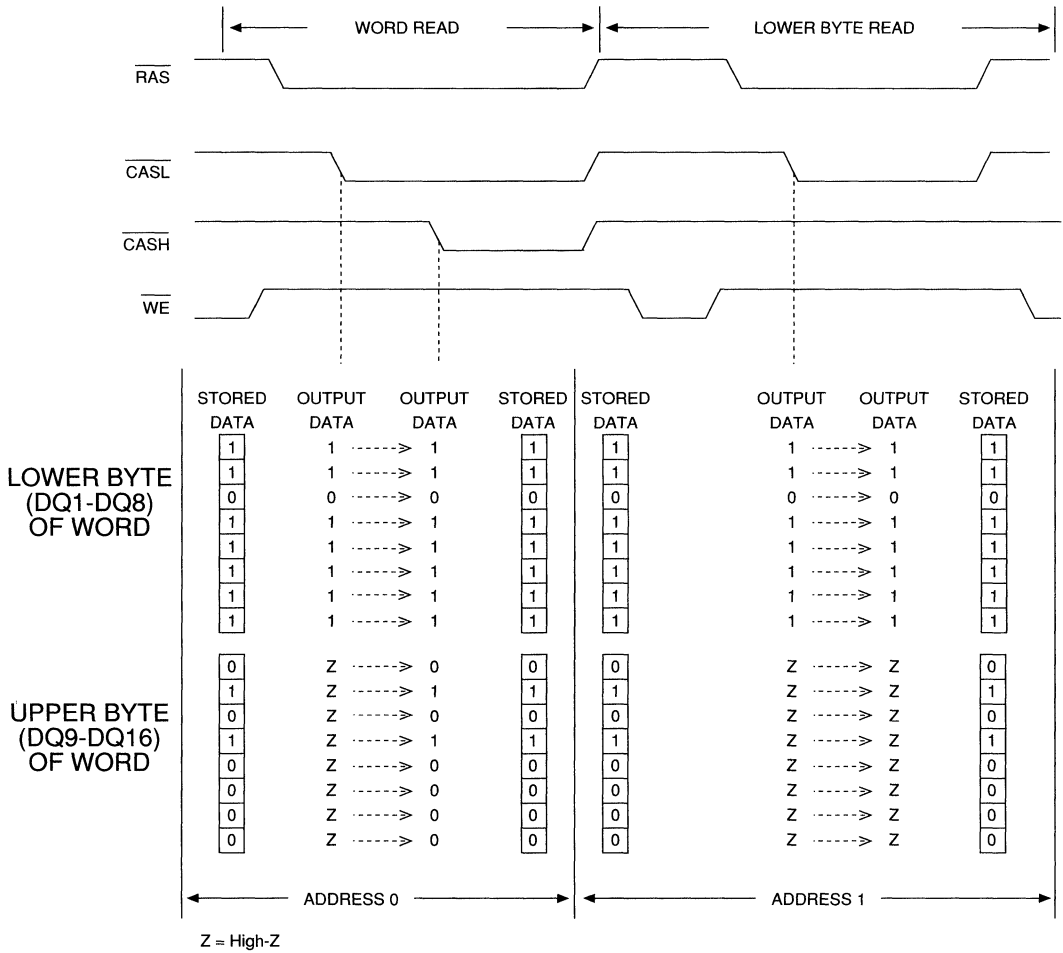 WORD READ LOWER BYTE READ
RAS
CASL
CASH
WE
STORED OUTPUT OUTPUT STORED STORED OUTPUT OUTPUT STORED
DATA DATA DATA DATA DATA DATA DATA DATA
1 1 1 1 1 1 1 1
1 1 1 1 1 1 1 1
0 0 0 0 0 0 0 0
1 1 1 1 1 1 1 1
1 1 1 1 1 1 1 1
1 1 1 1 1 1 1 1
1 1 1 1 1 1 1 1
1 1 1 1 1 1 1 1
LOWER BYTE
(DQ1-DQ8)
OF WORD
0 Z 0 0 0 Z Z 0
1 Z 1 1 1 Z Z 1
0 Z 0 0 0 Z Z 0
1 Z 1 1 1 Z Z 1
0 Z 0 0 0 Z Z 0
0 Z 0 0 0 Z Z 0
0 Z 0 0 0 Z Z 0
0 Z 0 0 0 Z Z 0
UPPER BYTE
(DQ9-DQ16)
OF WORD
ADDRESS 0 ADDRESS 1
Z = High-Z